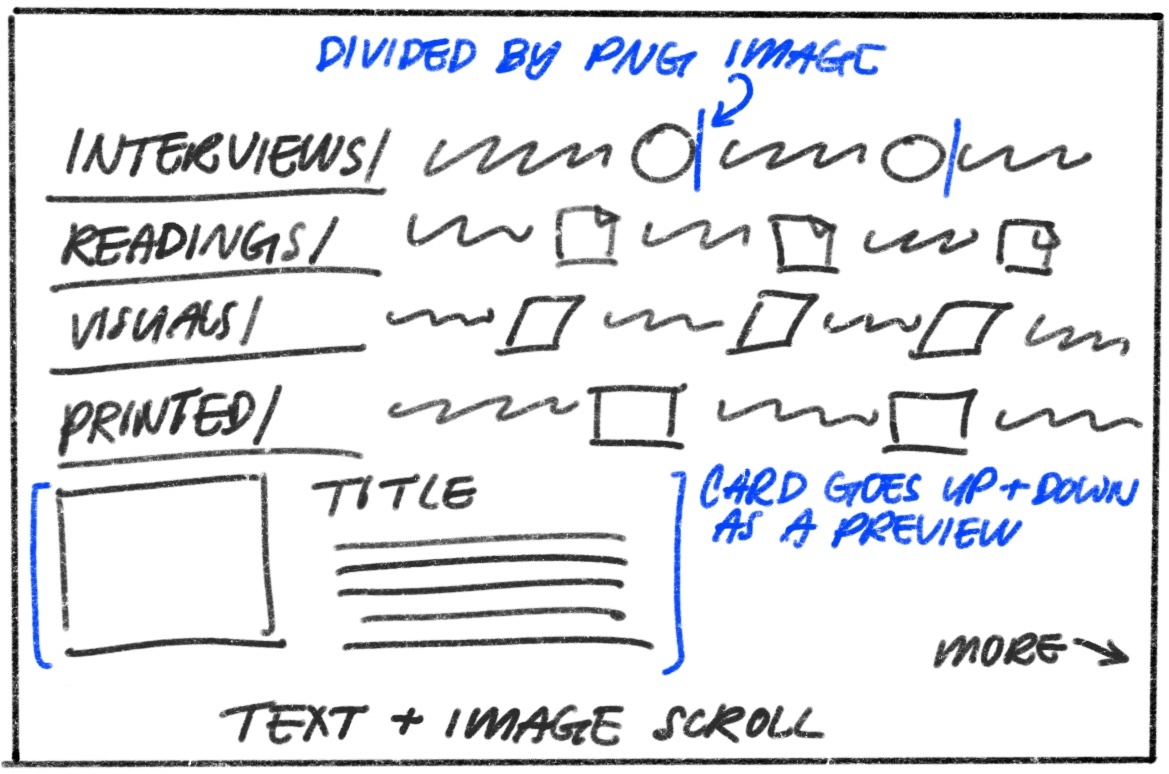 DIVIDED BY PNG IMAGE
INTERVIEWS/
READINGS/
VISUALS/
PRINTED/
TITLE
CARD GOES UP + DOWN
AS A PREVIEW
MORE →
TEXT + IMAGE SCROLL